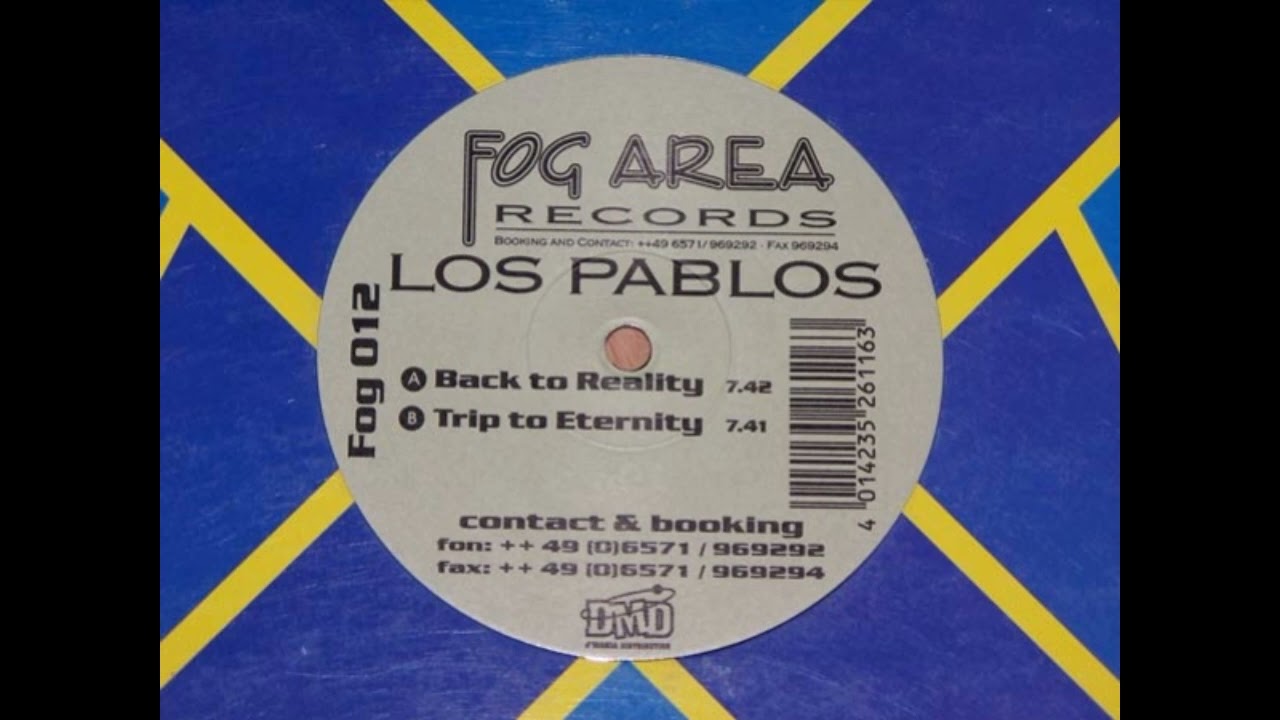 FOG AREA
RECORDS
BOOKING AND CONTACT: ++49 6571/969292 - FAX 969294
LOS PABLOS
Fog 012
A Back to Reality 7.42
B Trip to Eternity 7.41
4 014235 261163
contact & booking
fon: ++ 49 (0)6571 / 969292
fax: ++ 49 (0)6571 / 969294
DMD